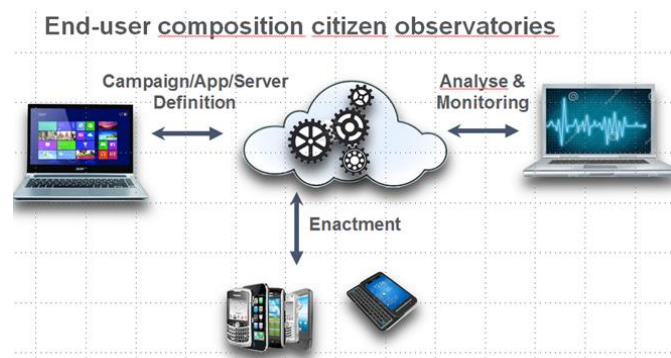 End-user composition citizen observatories
Campaign/App/Server
Definition
Analyse &
Monitoring
Enactment